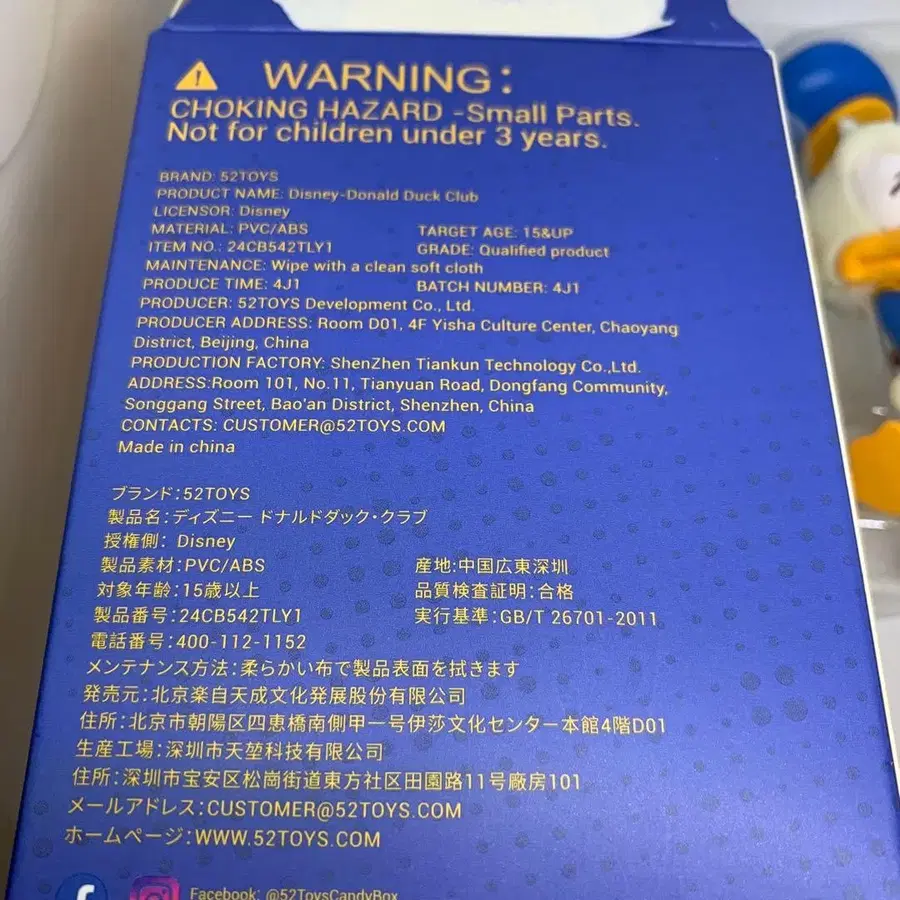 WARNING:
CHOKING HAZARD -Small Parts.
Not for children under 3 years.
BRAND: 52TOYS
PRODUCT NAME: Disney-Donald Duck Club
LICENSOR: Disney
MATERIAL: PVC/ABS TARGET AGE: 15&UP
ITEM NO.: 24CB542TLY1 GRADE: Qualified product
MAINTENANCE: Wipe with a clean soft cloth
PRODUCE TIME: 4J1 BATCH NUMBER: 4J1
PRODUCER: 52TOYS Development Co., Ltd.
PRODUCER ADDRESS: Room D01, 4F Yisha Culture Center, Chaoyang
District, Beijing, China
PRODUCTION FACTORY: ShenZhen Tiankun Technology Co.,Ltd.
ADDRESS:Room 101, No.11, Tianyuan Road, Dongfang Community,
Songgang Street, Bao'an District, Shenzhen, China
CONTACTS: CUSTOMER@52TOYS.COM
Made in china
ブランド:52TOYS
製品名:ディズニー ドナルドダック・クラブ
授権側: Disney
製品素材:PVC/ABS 産地:中国広東深圳
対象年齢:15歳以上 品質検査証明:合格
製品番号:24CB542TLY1 実行基準:GB/T 26701-2011
電話番号:400-112-1152
メンテナンス方法:柔らかい布で製品表面を拭きます
発売元:北京楽自天成文化発展股份有限公司
住所:北京市朝陽区四恵橋南側甲一号伊莎文化センター本館4階D01
生産工場:深圳市天堃科技有限公司
住所:深圳市宝安区松崗街道東方社区田園路11号廠房101
メールアドレス:CUSTOMER@52TOYS.COM
ホームページ:WWW.52TOYS.COM
Facebook: @52ToysCandyBox